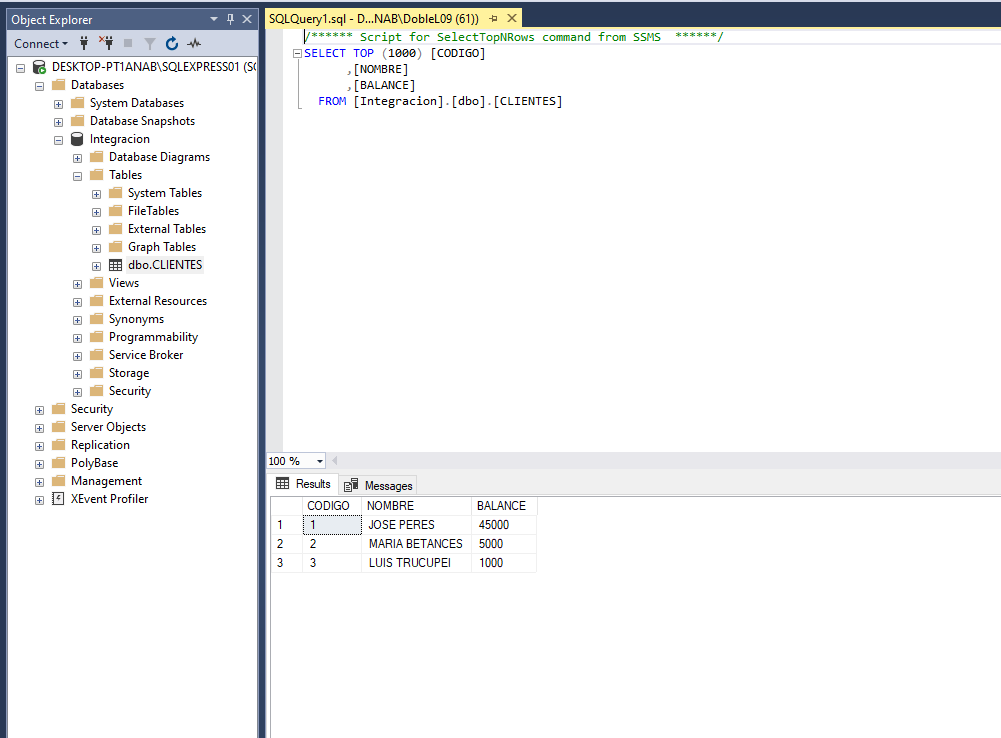 Object Explorer
Connect
DESKTOP-PT1ANAB\SQLEXPRESS01 (SQ
Databases
System Databases
Database Snapshots
Integracion
Database Diagrams
Tables
System Tables
FileTables
External Tables
Graph Tables
dbo.CLIENTES
Views
External Resources
Synonyms
Programmability
Service Broker
Storage
Security
Security
Server Objects
Replication
PolyBase
Management
XEvent Profiler
SQLQuery1.sql - D...NAB\DobleL09 (61))
/****** Script for SelectTopNRows command from SSMS ******/
SELECT TOP (1000) [CODIGO]
,[NOMBRE]
,[BALANCE]
FROM [Integracion].[dbo].[CLIENTES]
100 %
Results Messages
CODIGO NOMBRE BALANCE
1 1 JOSE PERES 45000
2 2 MARIA BETANCES 5000
3 3 LUIS TRUCUPEI 1000